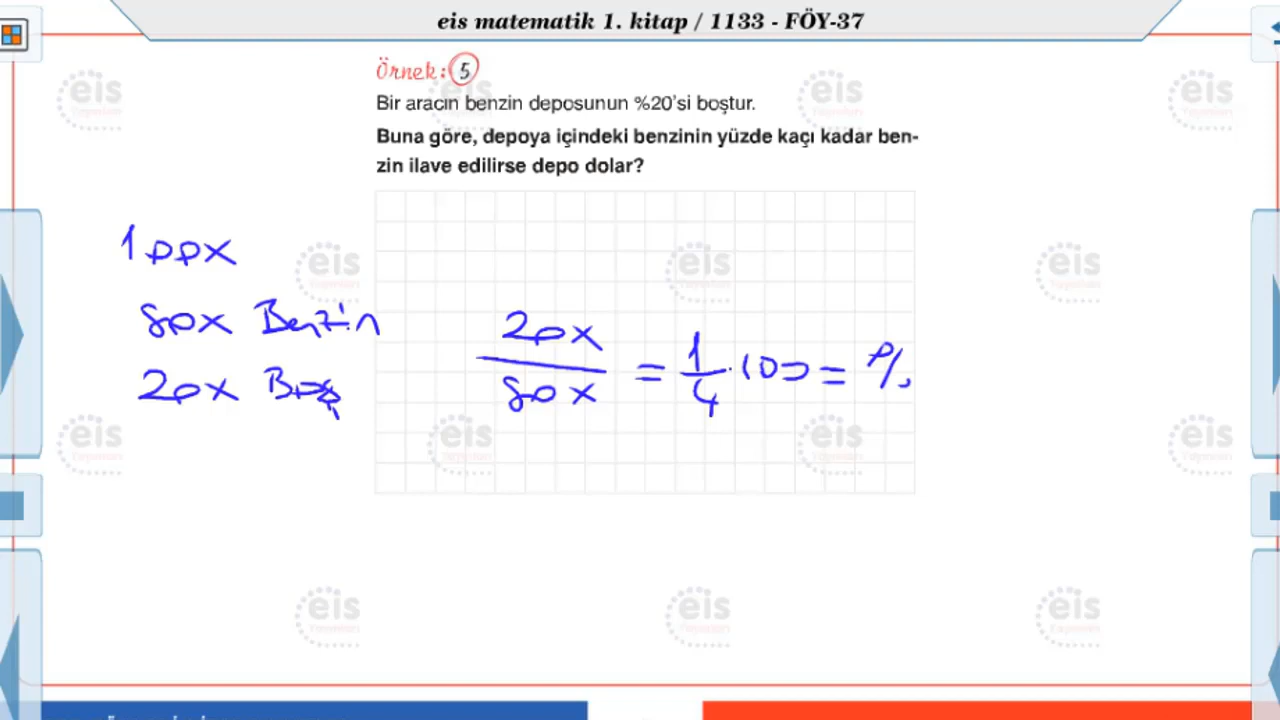 eis matematik 1. kitap / 1133 - FÖY-37
Örnek: 5
Bir aracın benzin deposunun %20'si boştur.
Buna göre, depoya içindeki benzinin yüzde kaçı kadar ben-
zin ilave edilirse depo dolar?
100x
80x Benzin
20x Boş
20x / 80x = 1/4 . 100 = %
eis Yayınları